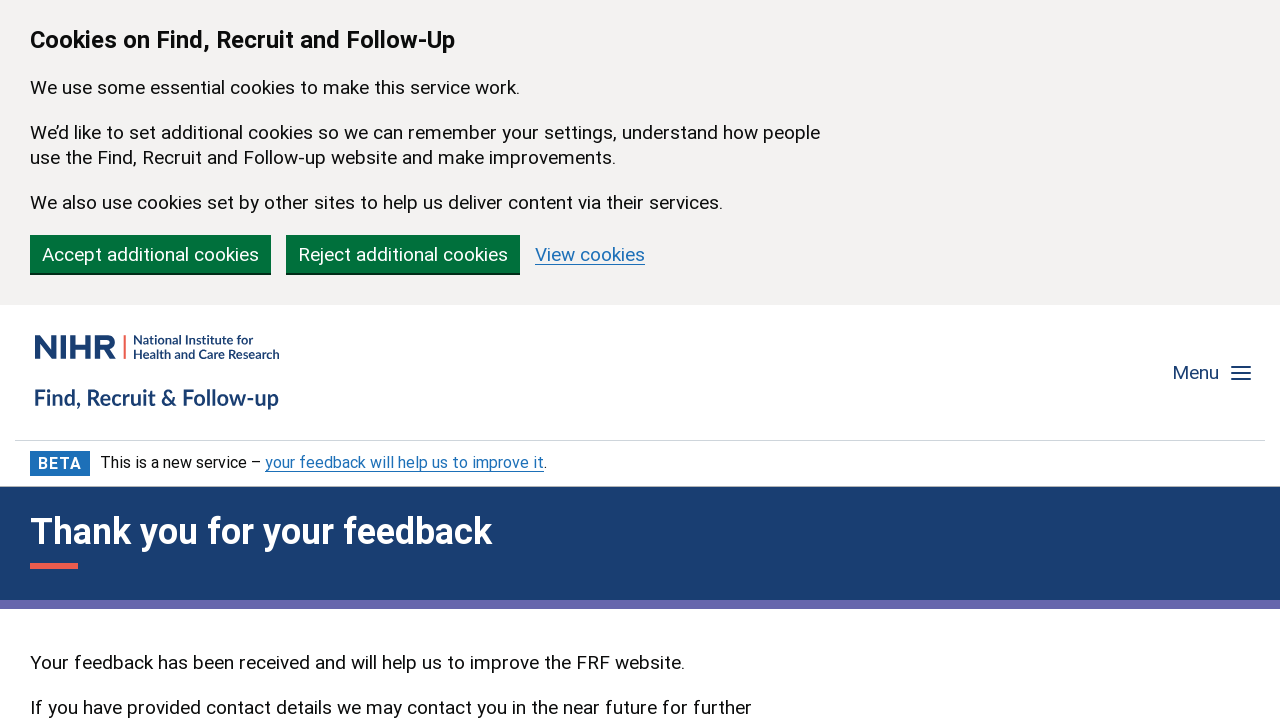 Cookies on Find, Recruit and Follow-Up
We use some essential cookies to make this service work.
We’d like to set additional cookies so we can remember your settings, understand how people
use the Find, Recruit and Follow-up website and make improvements.
We also use cookies set by other sites to help us deliver content via their services.
Accept additional cookies Reject additional cookies View cookies
NIHR | National Institute for
Health and Care Research
Find, Recruit & Follow-up
Menu
BETA This is a new service – your feedback will help us to improve it.
Thank you for your feedback
Your feedback has been received and will help us to improve the FRF website.
If you have provided contact details we may contact you in the near future for further